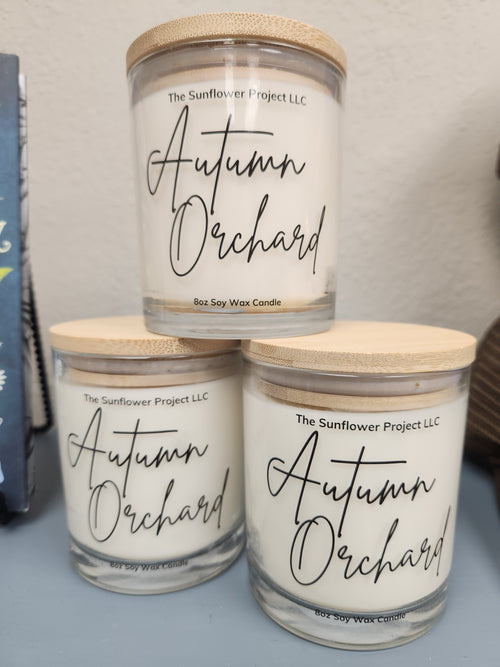 The Sunflower Project LLC
Autumn
Orchard
8oz Soy Wax Candle
The Sunflower Project LLC
Autumn
Orchard
8oz Soy Wax Candle
The Sunflower Project LLC
Autumn
Orchard
8oz Soy Wax Candle